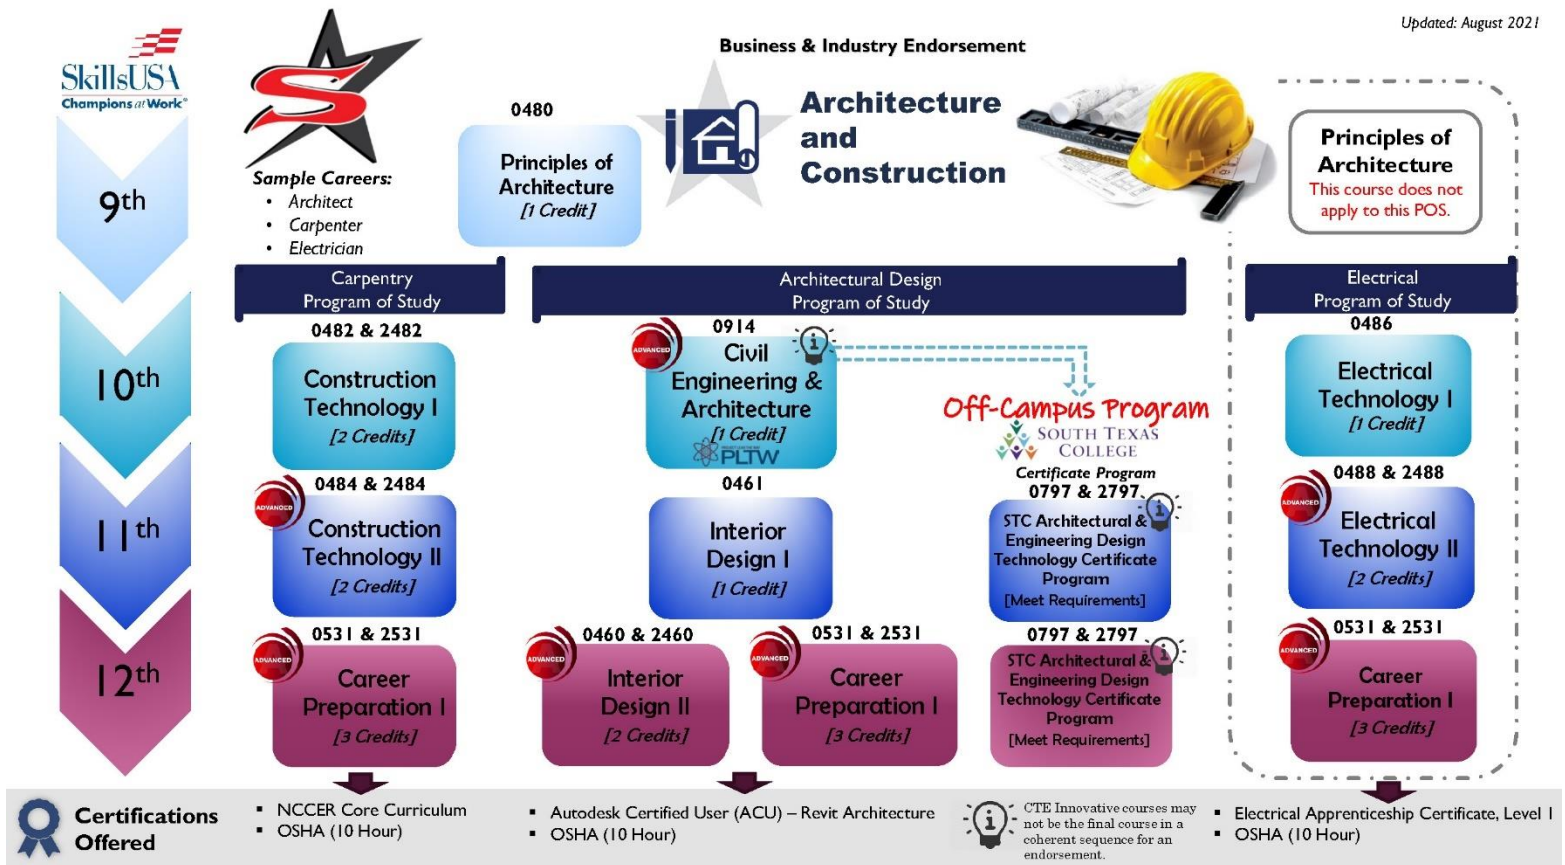 Updated: August 2021
SkillsUSA
Champions at Work®
S
Business & Industry Endorsement
Architecture
and
Construction
0480
Principles of
Architecture
[1 Credit]
Principles of
Architecture
This course does not
apply to this POS.
9th
Sample Careers:
• Architect
• Carpenter
• Electrician
Carpentry
Program of Study
Architectural Design
Program of Study
Electrical
Program of Study
10th
0482 & 2482
Construction
Technology I
[2 Credits]
ADVANCED
0914
i
Civil
Engineering &
Architecture
[1 Credit]
PLTW
Off-Campus Program
SOUTH TEXAS
COLLEGE
Certificate Program
0486
Electrical
Technology I
[1 Credit]
11th
ADVANCED
0484 & 2484
Construction
Technology II
[2 Credits]
0461
Interior
Design I
[1 Credit]
0797 & 2797
i
STC Architectural &
Engineering Design
Technology Certificate
Program
[Meet Requirements]
ADVANCED
0488 & 2488
Electrical
Technology II
[2 Credits]
12th
ADVANCED
0531 & 2531
Career
Preparation I
[3 Credits]
ADVANCED
0460 & 2460
Interior
Design II
[2 Credits]
ADVANCED
0531 & 2531
Career
Preparation I
[3 Credits]
0797 & 2797
i
STC Architectural &
Engineering Design
Technology Certificate
Program
[Meet Requirements]
ADVANCED
0531 & 2531
Career
Preparation I
[3 Credits]
Certifications
Offered
▪ NCCER Core Curriculum
▪ OSHA (10 Hour)
▪ Autodesk Certified User (ACU) – Revit Architecture
▪ OSHA (10 Hour)
i
CTE Innovative courses may
not be the final course in a
coherent sequence for an
endorsement.
▪ Electrical Apprenticeship Certificate, Level 1
▪ OSHA (10 Hour)